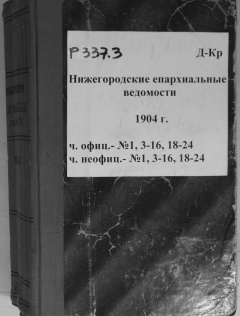 Р 337.3
Д-Кр
Нижегородские епархиальные
ведомости
1904 г.
ч. офиц.- №1, 3-16, 18-24
ч. неофиц.- №1, 3-16, 18-24